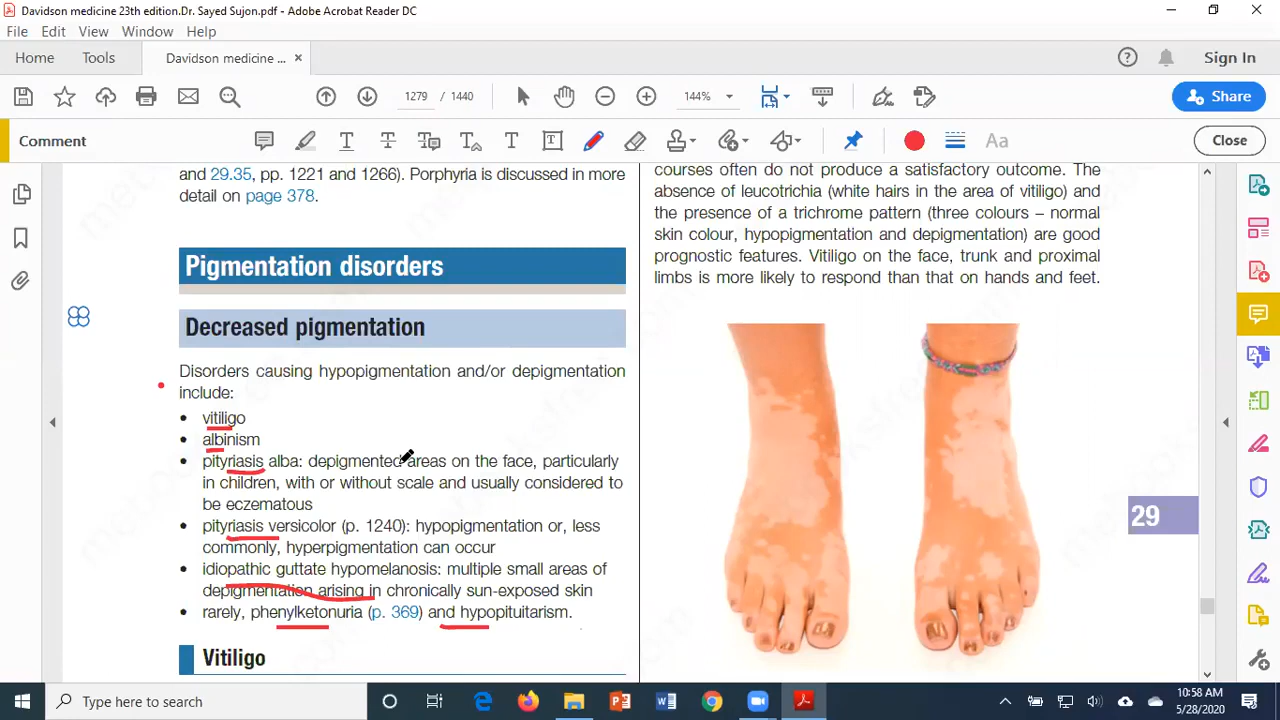 Davidson medicine 23th edition.Dr. Sayed Sujon.pdf - Adobe Acrobat Reader DC
File Edit View Window Help
Home Tools Davidson medicine ... × Sign In
1279 / 1440 144% Share
Comment Close
and 29.35, pp. 1221 and 1266). Porphyria is discussed in more
detail on page 378.
Pigmentation disorders
Decreased pigmentation
Disorders causing hypopigmentation and/or depigmentation
include:
• vitiligo
• albinism
• pityriasis alba: depigmented areas on the face, particularly
in children, with or without scale and usually considered to
be eczematous
• pityriasis versicolor (p. 1240): hypopigmentation or, less
commonly, hyperpigmentation can occur
• idiopathic guttate hypomelanosis: multiple small areas of
depigmentation arising in chronically sun-exposed skin
• rarely, phenylketonuria (p. 369) and hypopituitarism.
Vitiligo
courses often do not produce a satisfactory outcome. The
absence of leucotrichia (white hairs in the area of vitiligo) and
the presence of a trichrome pattern (three colours – normal
skin colour, hypopigmentation and depigmentation) are good
prognostic features. Vitiligo on the face, trunk and proximal
limbs is more likely to respond than that on hands and feet.
29
Type here to search
10:58 AM
5/28/2020